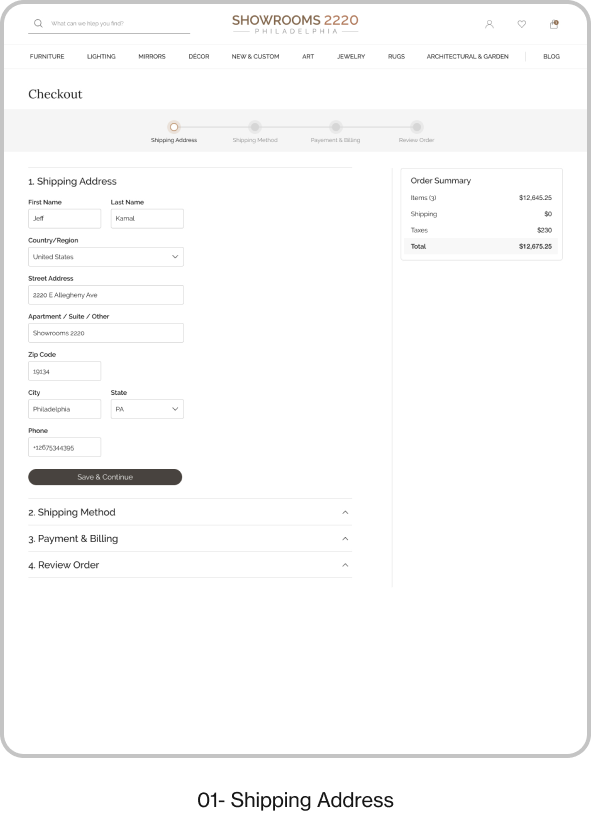 What can we help you find?
SHOWROOMS 2220
PHILADELPHIA
FURNITURE LIGHTING MIRRORS DÉCOR NEW & CUSTOM ART JEWELRY RUGS ARCHITECTURAL & GARDEN BLOG
Checkout
Shipping Address Shipping Method Payement & Billing Review Order
1. Shipping Address
First Name Last Name
Jeff Kamal
Country/Region
United States
Street Address
2220 E Allegheny Ave
Apartment / Suite / Other
Showrooms 2220
Zip Code
19134
City State
Philadelphia PA
Phone
+12675344395
Save & Continue
2. Shipping Method
3. Payment & Billing
4. Review Order
Order Summary
Items (3) $12,645.25
Shipping $0
Taxes $230
Total $12,675.25
01- Shipping Address